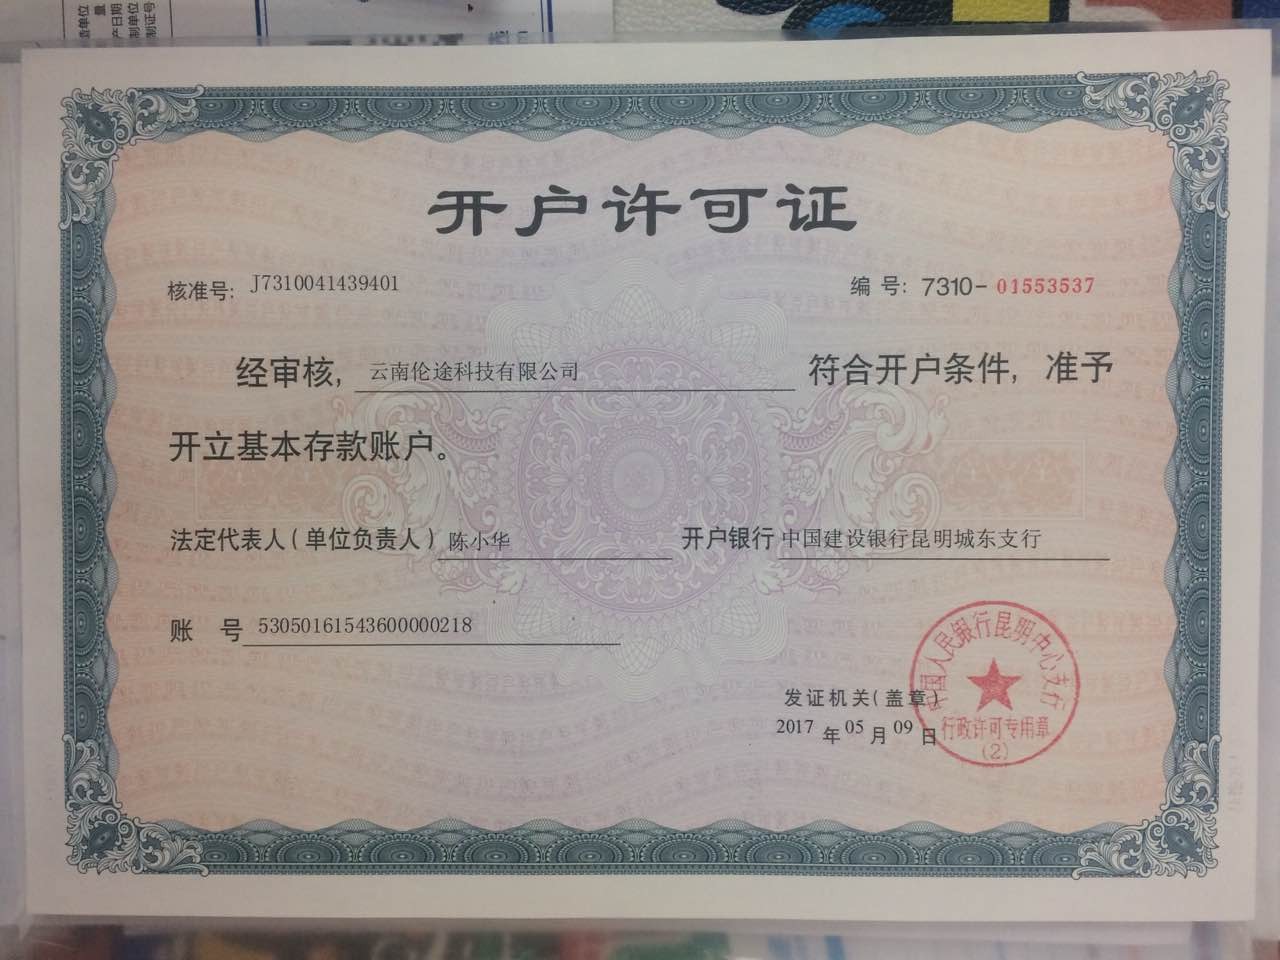 开户许可证
核准号: J7310041439401
编 号: 7310-01553537
经审核, 云南伦途科技有限公司 符合开户条件, 准予
开立基本存款账户。
法定代表人(单位负责人) 陈小华 开户银行 中国建设银行昆明城东支行
账 号 53050161543600000218
发证机关(盖章)
2017 年 05 月 09 日
中国人民银行昆明中心支行
行政许可专用章
(2)